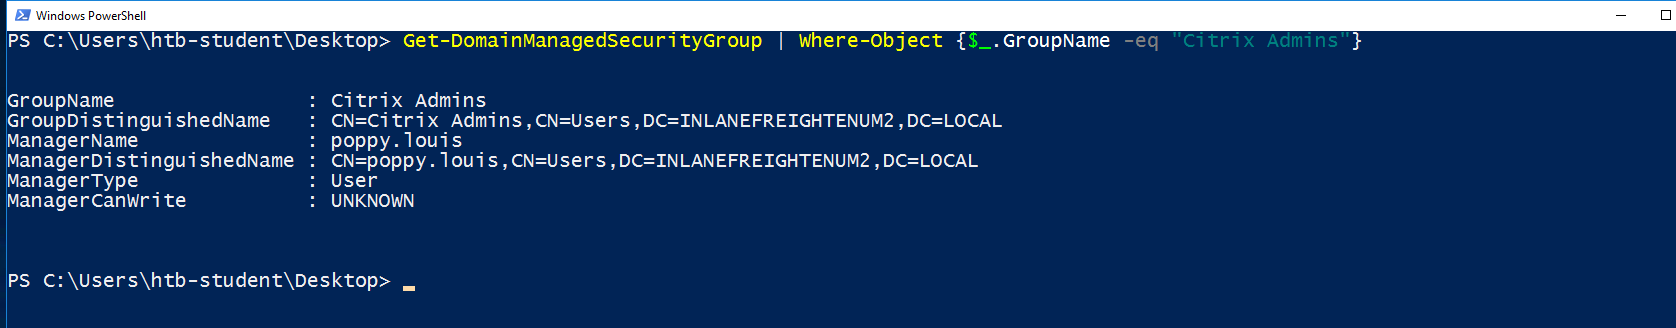 Windows PowerShell
PS C:\Users\htb-student\Desktop> Get-DomainManagedSecurityGroup | Where-Object {$_.GroupName -eq "Citrix Admins"}
GroupName                : Citrix Admins
GroupDistinguishedName   : CN=Citrix Admins,CN=Users,DC=INLANEFREIGHTENUM2,DC=LOCAL
ManagerName              : poppy.louis
ManagerDistinguishedName : CN=poppy.louis,CN=Users,DC=INLANEFREIGHTENUM2,DC=LOCAL
ManagerType              : User
ManagerCanWrite          : UNKNOWN
PS C:\Users\htb-student\Desktop>